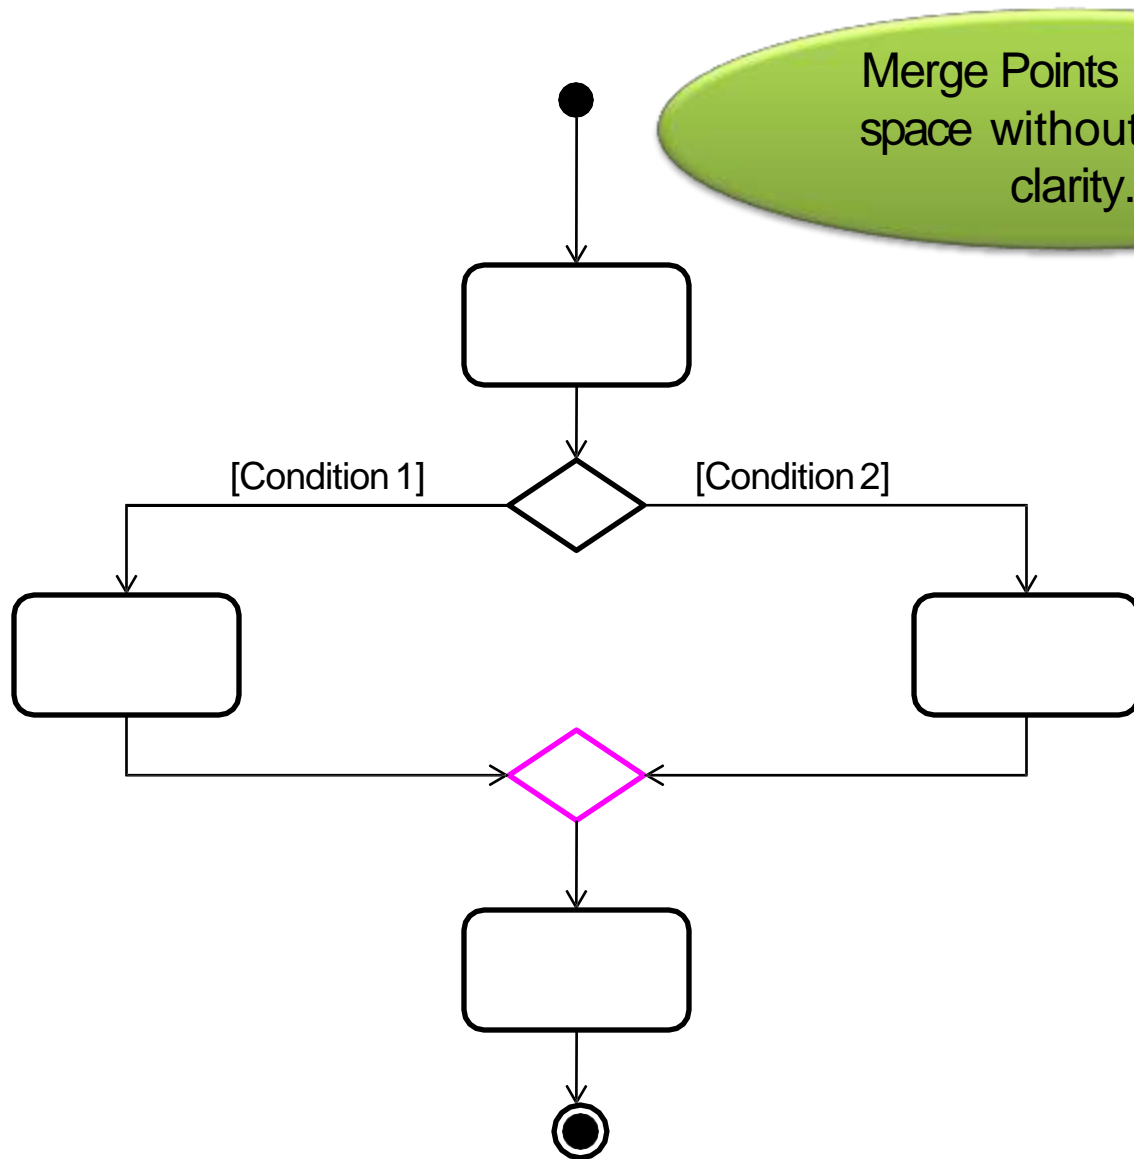 Merge Points
space without
clarity.
[Condition 1]
[Condition 2]